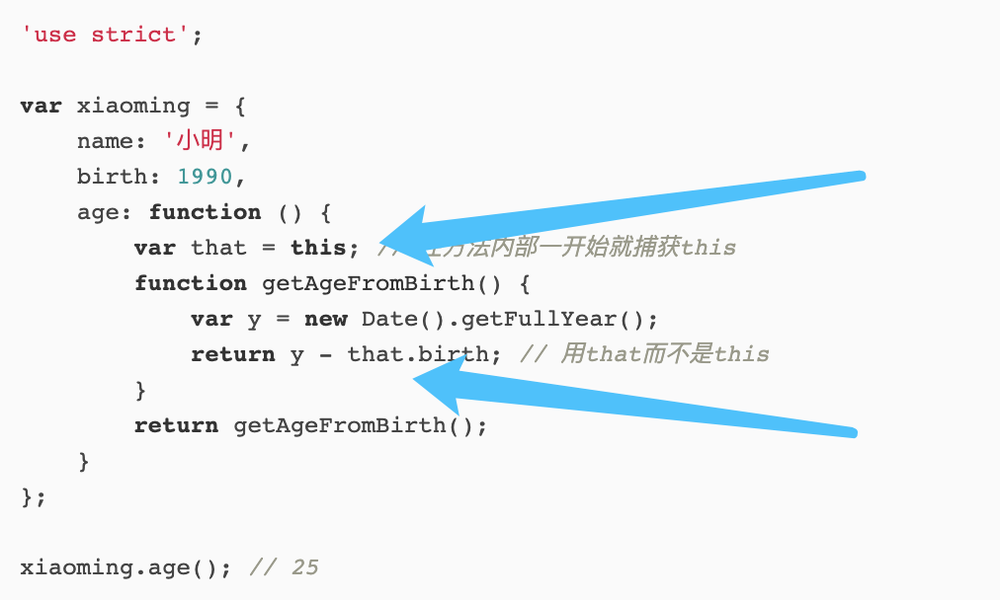 'use strict';
var xiaoming = {
name: '小明',
birth: 1990,
age: function () {
var that = this; // 方法内部一开始就捕获this
function getAgeFromBirth() {
var y = new Date().getFullYear();
return y - that.birth; // 用that而不是this
}
return getAgeFromBirth();
}
};
xiaoming.age(); // 25